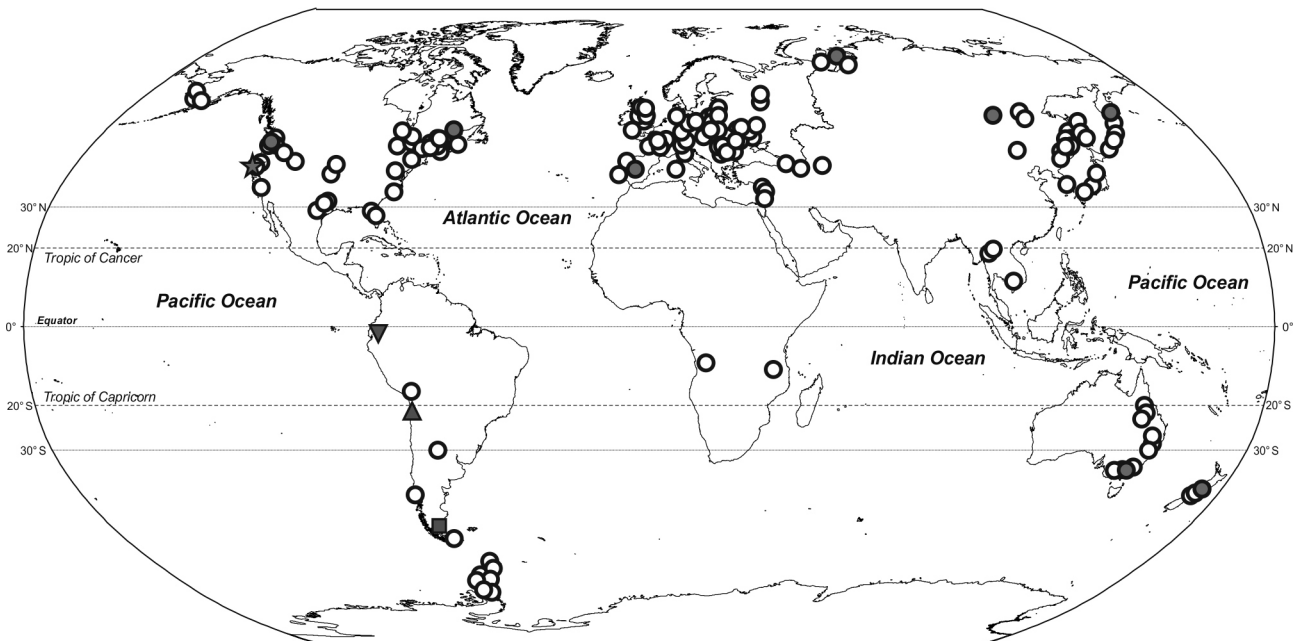 30°N
Atlantic Ocean
30°N
20°N
Tropic of Cancer
20°N
Pacific Ocean
Pacific Ocean
Equator
0°
0°
Indian Ocean
Tropic of Capricorn
20°S
20°S
30°S
30°S